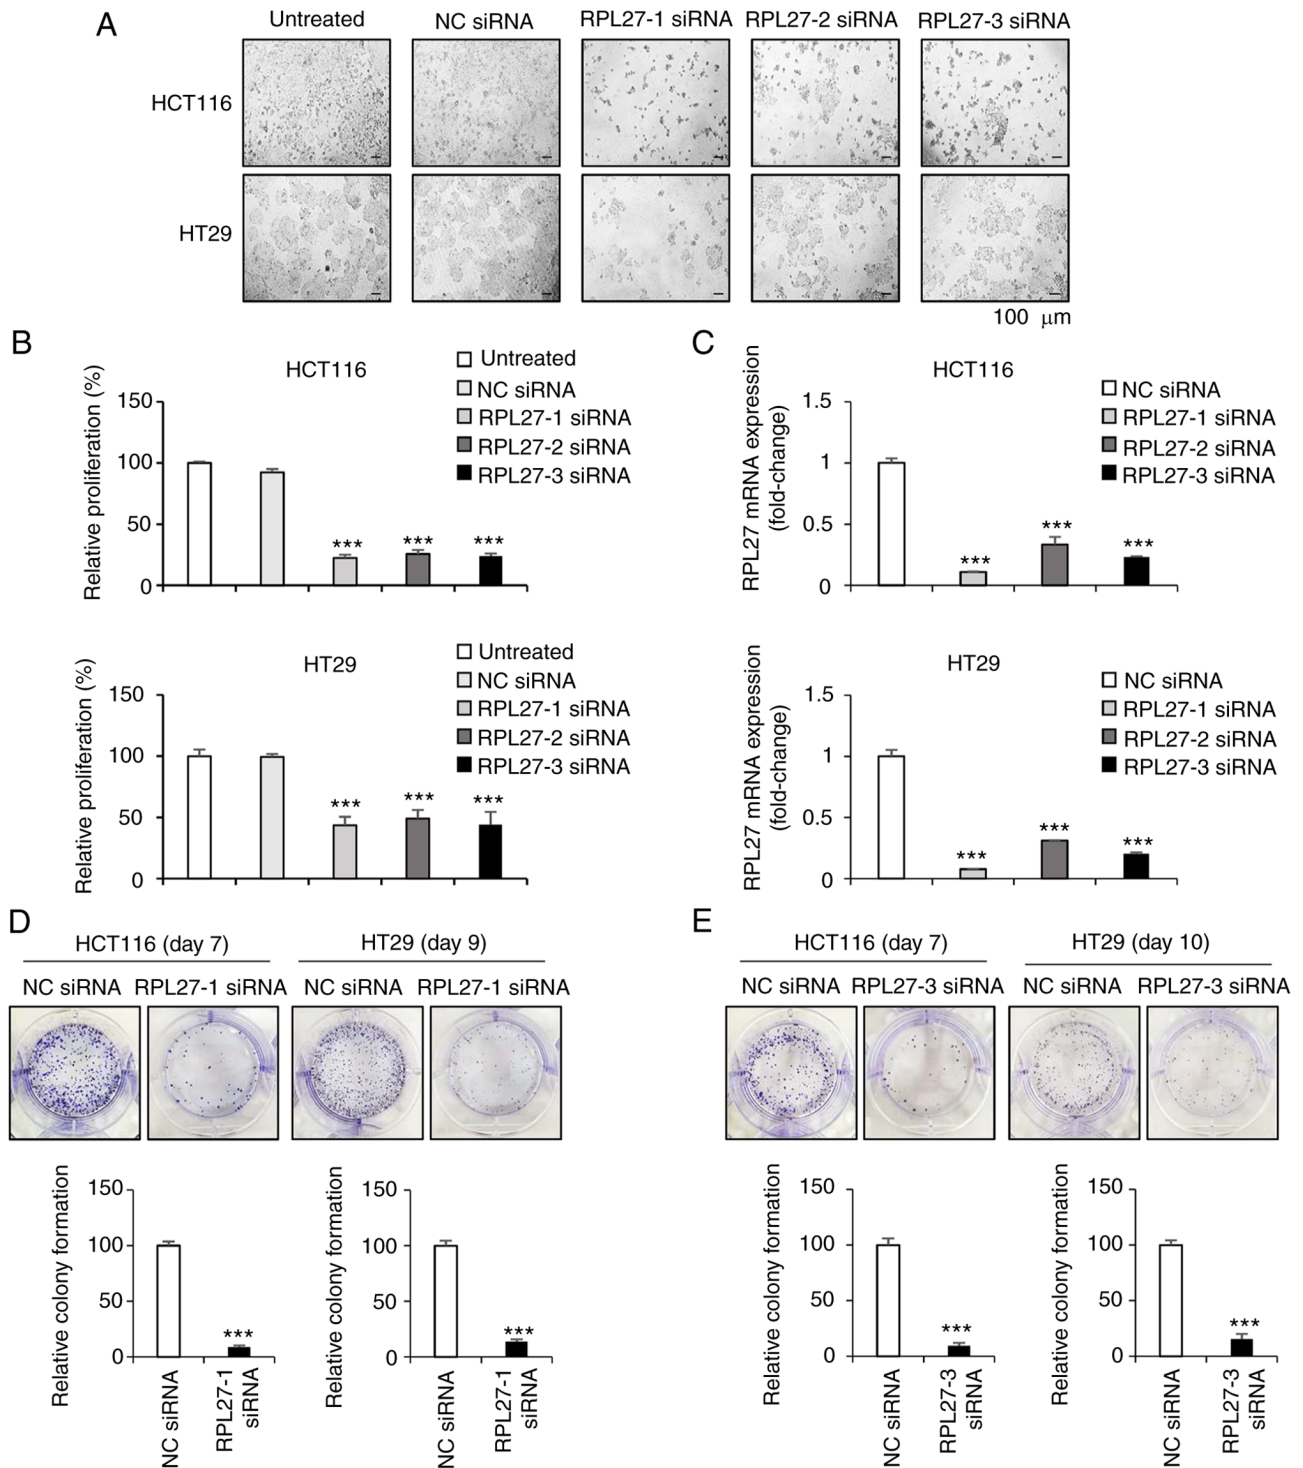 A
Untreated
NC siRNA
RPL27-1 siRNA
RPL27-2 siRNA
RPL27-3 siRNA
HCT116
HT29
100 μm
B
HCT116
Relative proliferation (%)
150
100
50
0
***
***
***
Untreated
NC siRNA
RPL27-1 siRNA
RPL27-2 siRNA
RPL27-3 siRNA
HT29
Relative proliferation (%)
150
100
50
0
***
***
***
Untreated
NC siRNA
RPL27-1 siRNA
RPL27-2 siRNA
RPL27-3 siRNA
C
HCT116
RPL27 mRNA expression
(fold-change)
1.5
1
0.5
0
***
***
***
NC siRNA
RPL27-1 siRNA
RPL27-2 siRNA
RPL27-3 siRNA
HT29
RPL27 mRNA expression
(fold-change)
1.5
1
0.5
0
***
***
***
NC siRNA
RPL27-1 siRNA
RPL27-2 siRNA
RPL27-3 siRNA
D
HCT116 (day 7)
HT29 (day 9)
NC siRNA
RPL27-1 siRNA
NC siRNA
RPL27-1 siRNA
Relative colony formation
150
100
50
0
***
NC siRNA
RPL27-1
siRNA
Relative colony formation
150
100
50
0
***
NC siRNA
RPL27-1
siRNA
E
HCT116 (day 7)
HT29 (day 10)
NC siRNA
RPL27-3 siRNA
NC siRNA
RPL27-3 siRNA
Relative colony formation
150
100
50
0
***
NC siRNA
RPL27-3
siRNA
Relative colony formation
150
100
50
0
***
NC siRNA
RPL27-3
siRNA